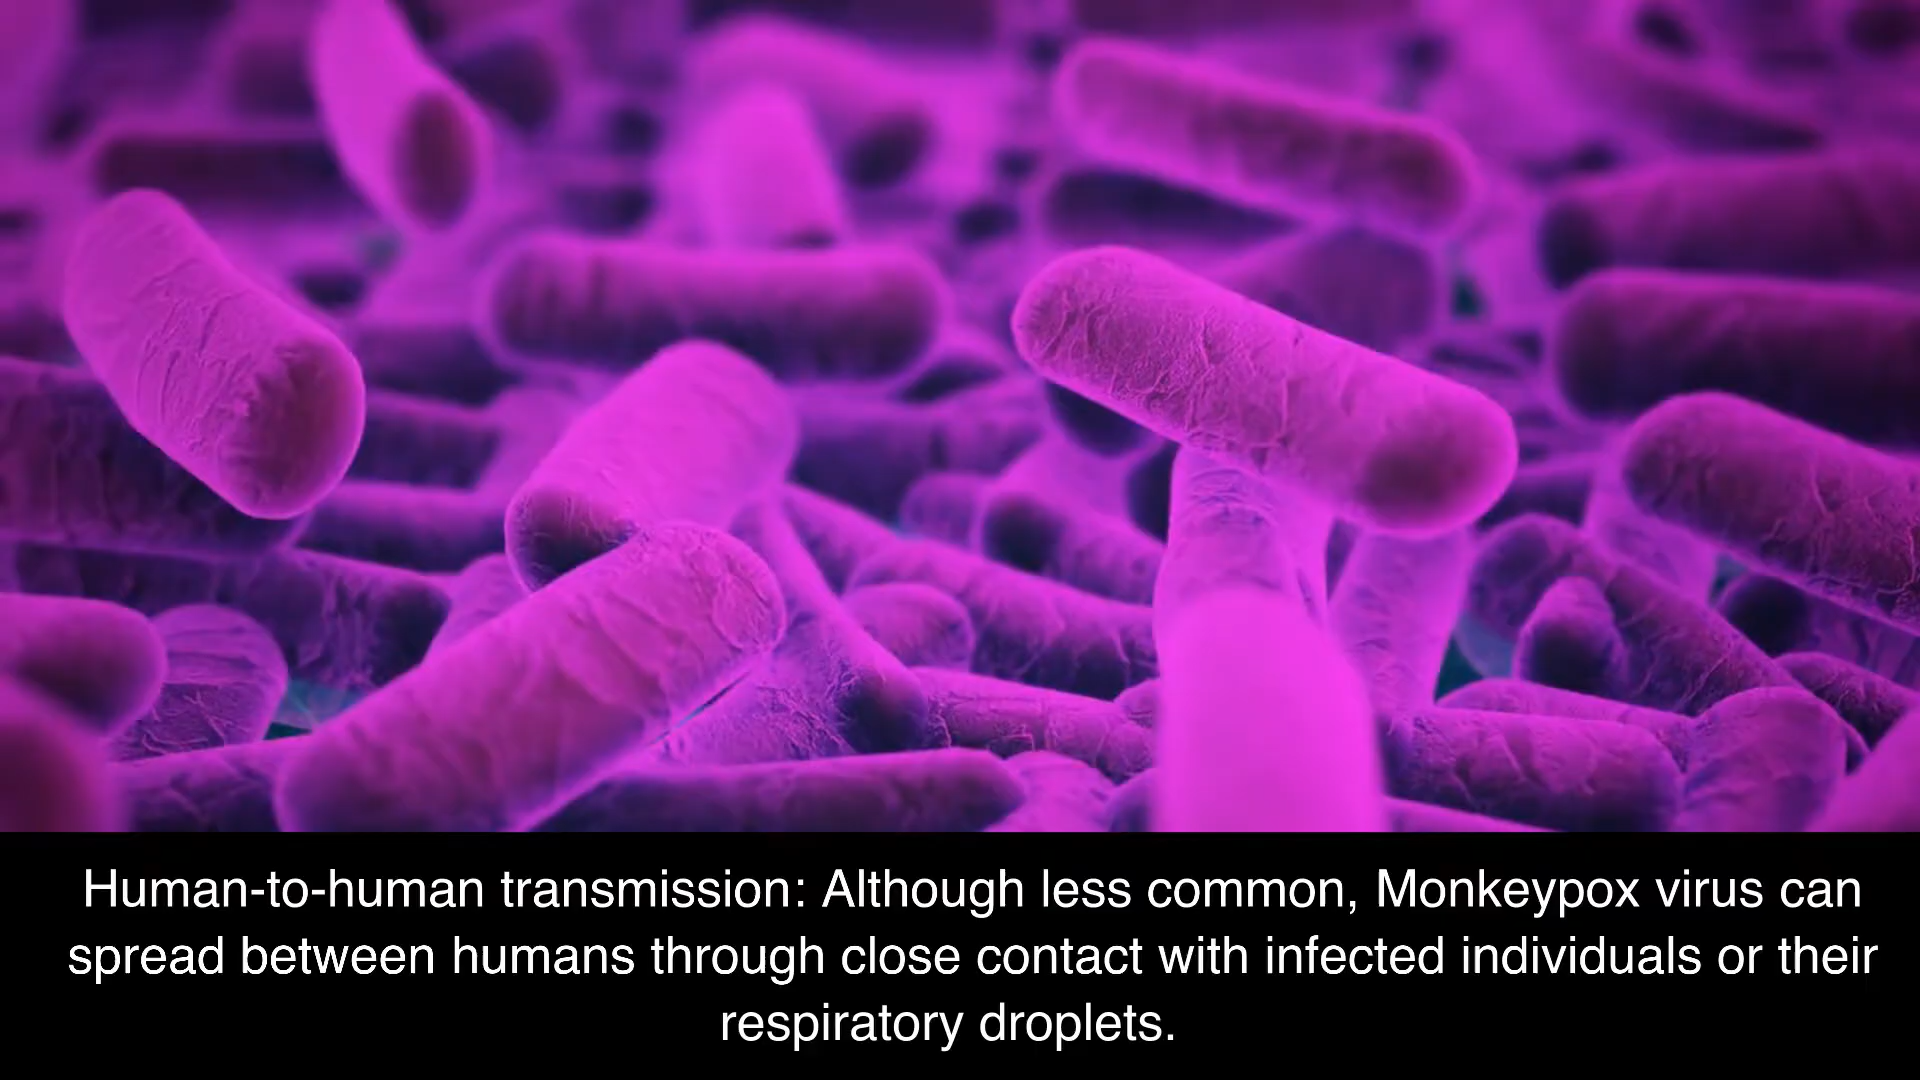 Human-to-human transmission: Although less common, Monkeypox virus can
spread between humans through close contact with infected individuals or their
respiratory droplets.